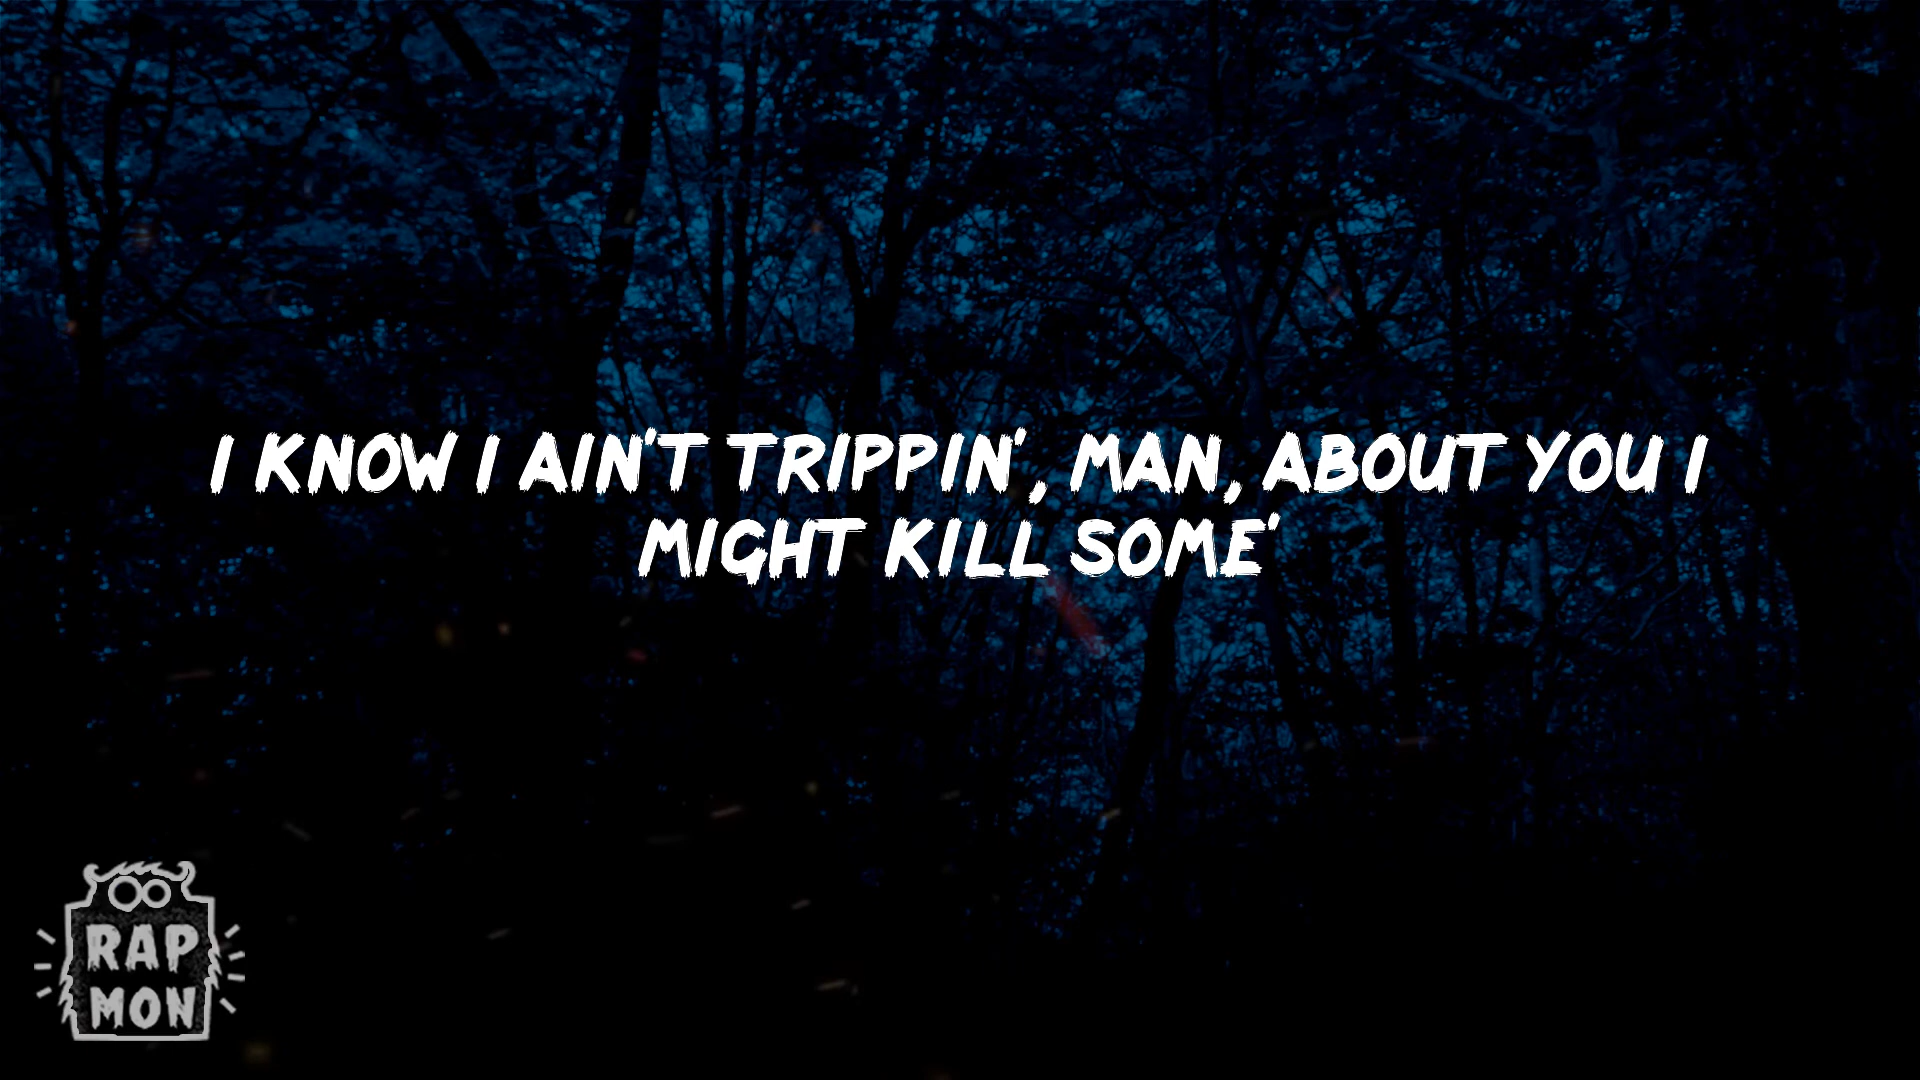 I KNOW I AIN'T TRIPPIN', MAN, ABOUT YOU I
MIGHT KILL SOME'
RAP
MON